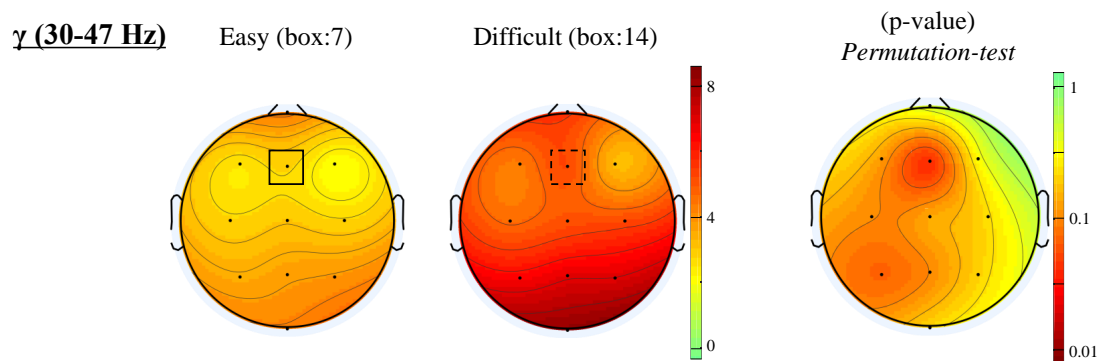 γ (30-47 Hz)
Easy (box:7)
Difficult (box:14)
(p-value)
Permutation-test
8
4
0
1
0.1
0.01